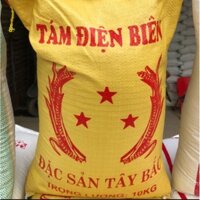 TÁM ĐIỆN BIÊN
ĐẶC SẢN TÂY BẮC
TRỌNG LƯỢNG: 10KG